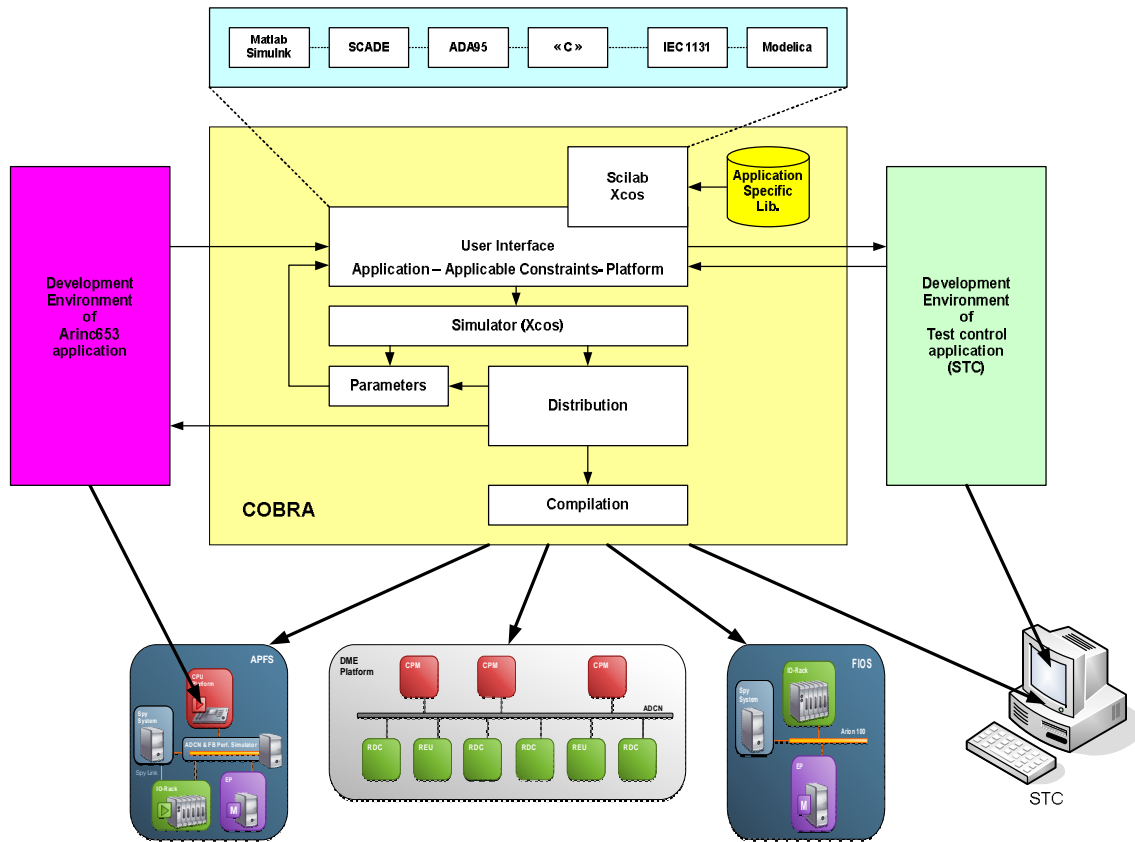 Matlab
Simulnk
SCADE
ADA95
« C »
IEC 1131
Modelica
Scilab
Xcos
Application
Specific
Lib.
User Interface
Application – Applicable Constraints- Platform
Simulator (Xcos)
Parameters
Distribution
Compilation
COBRA
Development
Environment
of
Arinc653
application
Development
Environment
of
Test control
application
(STC)
APFS
CPU
Platform
Spy
System
ADCN & FB Perf. Simulator
Spy Link
IO-Rack
EP
M
DME
Platform
CPM
CPM
CPM
ADCN
RDC
REU
RDC
RDC
REU
RDC
FIOS
IO-Rack
Spy
System
Arion 100
EP
M
STC